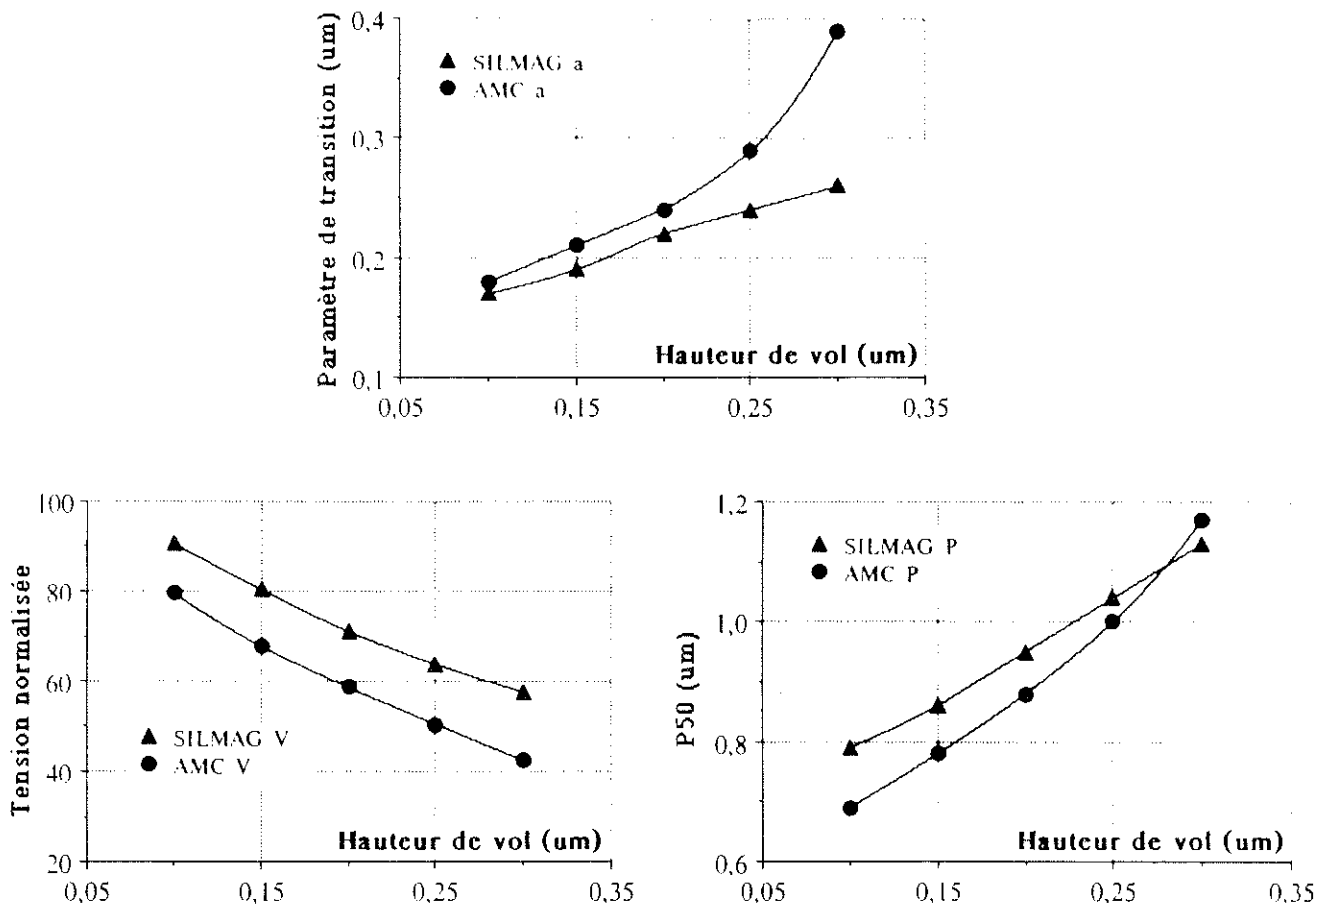 Paramètre de transition (um)
0,4
0,3
0,2
0,1
SILMAG a
AMC a
Hauteur de vol (um)
0,05
0,15
0,25
0,35
Tension normalisée
100
80
60
40
20
SILMAG V
AMC V
Hauteur de vol (um)
0,05
0,15
0,25
0,35
P50 (um)
1,2
1,0
0,8
0,6
SILMAG P
AMC P
Hauteur de vol (um)
0,05
0,15
0,25
0,35